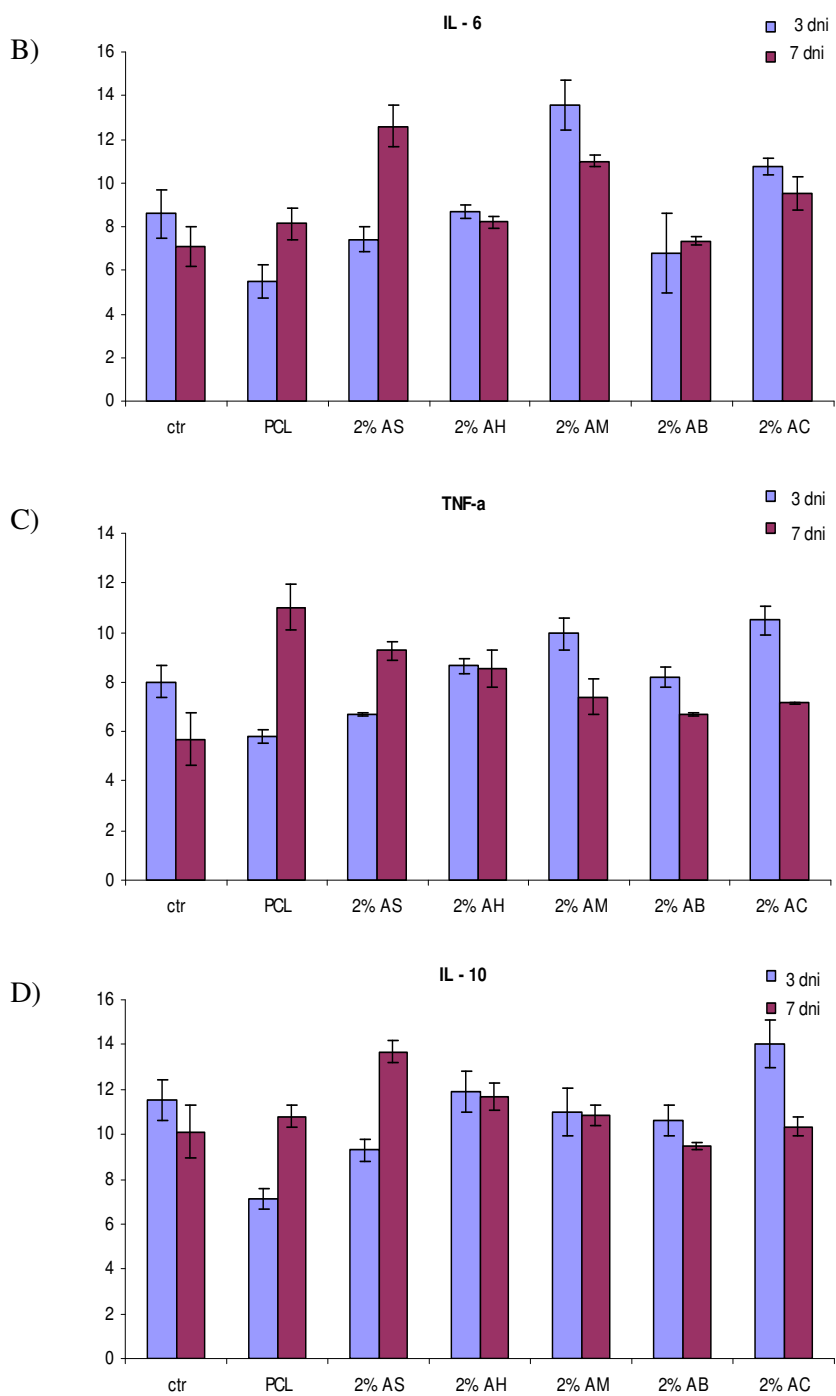 B)
IL - 6
3 dni
7 dni
16
14
12
10
8
6
4
2
0
ctr PCL 2% AS 2% AH 2% AM 2% AB 2% AC
C)
TNF-a
3 dni
7 dni
14
12
10
8
6
4
2
0
ctr PCL 2% AS 2% AH 2% AM 2% AB 2% AC
D)
IL - 10
3 dni
7 dni
16
14
12
10
8
6
4
2
0
ctr PCL 2% AS 2% AH 2% AM 2% AB 2% AC